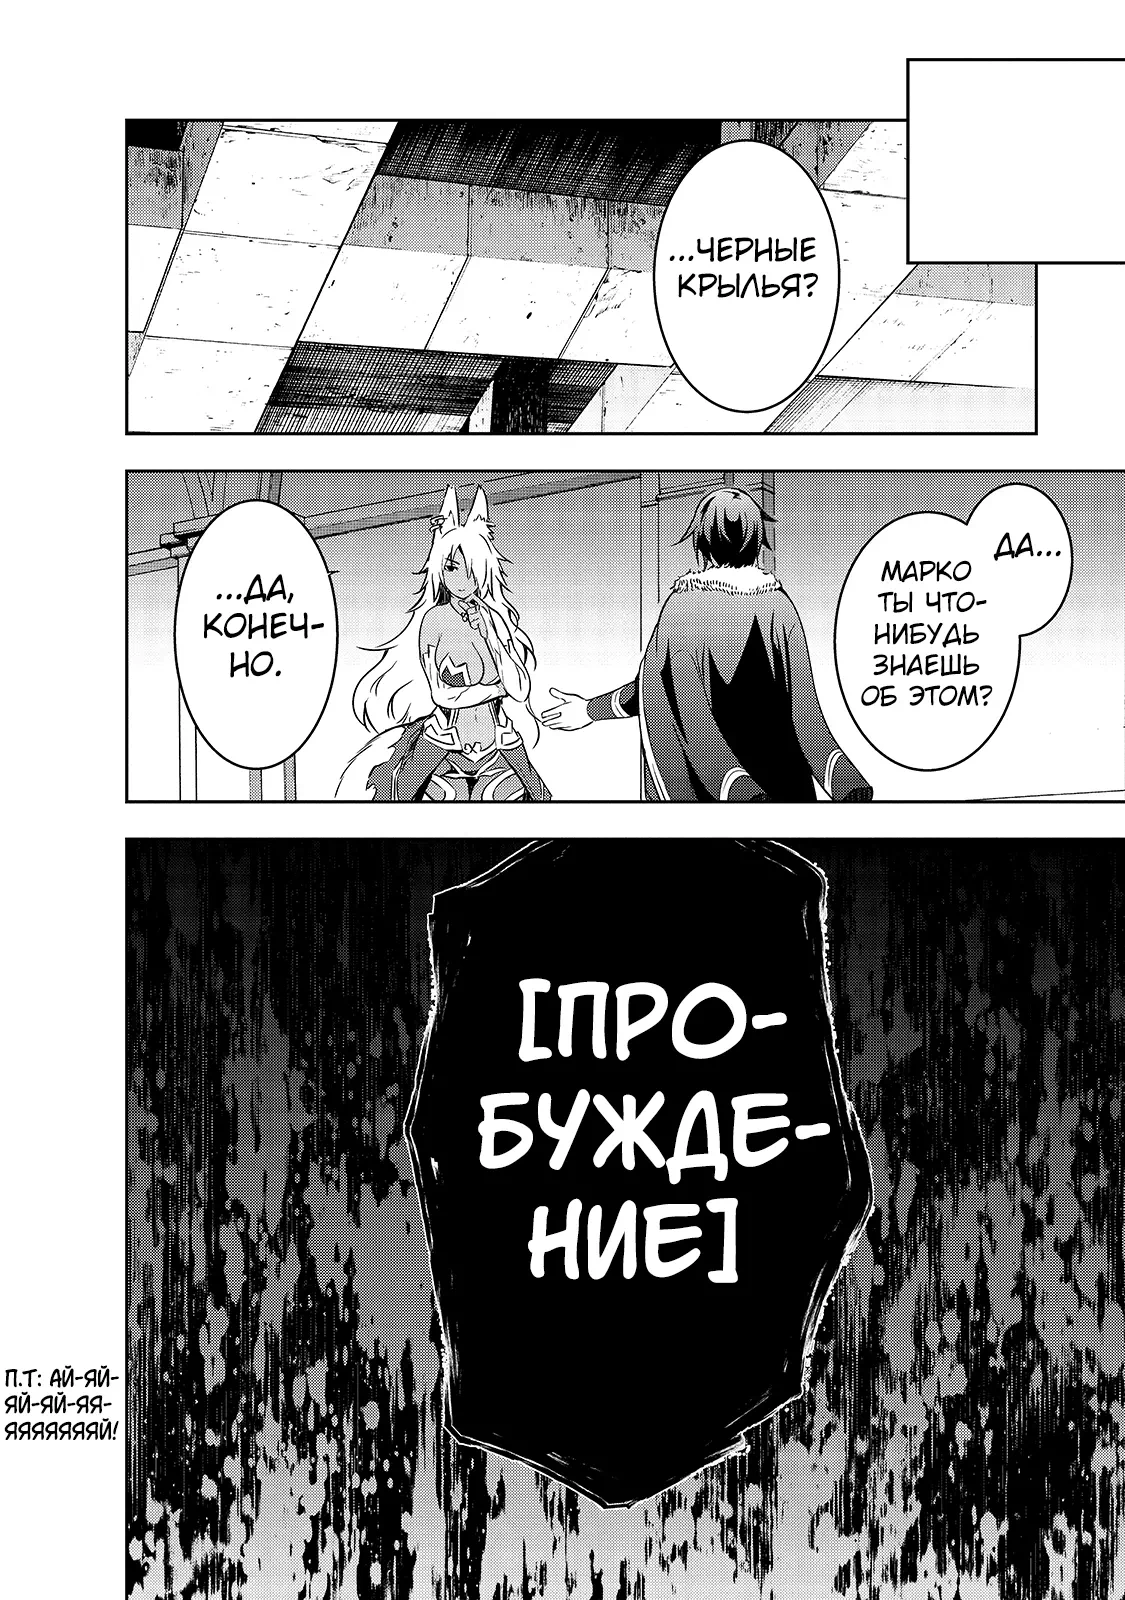 ...ЧЕРНЫЕ
КРЫЛЬЯ?
ДА...
МАРКО
ТЫ ЧТО-
НИБУДЬ
ЗНАЕШЬ
ОБ ЭТОМ?
...ДА,
КОНЕЧ-
НО.
[ПРО-
БУЖДЕ-
НИЕ]
П.Т: АЙ-ЯЙ-
ЯЙ-ЯЙ-ЯЯ-
ЯЯЯЯЯЯЯЙ!